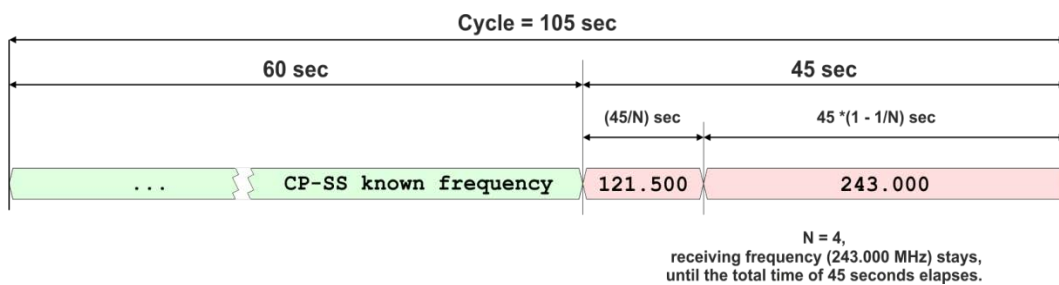 Cycle = 105 sec
60 sec
45 sec
(45/N) sec
45 *(1 - 1/N) sec
...
CP-SS known frequency
121.500
243.000
N = 4,
receiving frequency (243.000 MHz) stays,
until the total time of 45 seconds elapses.